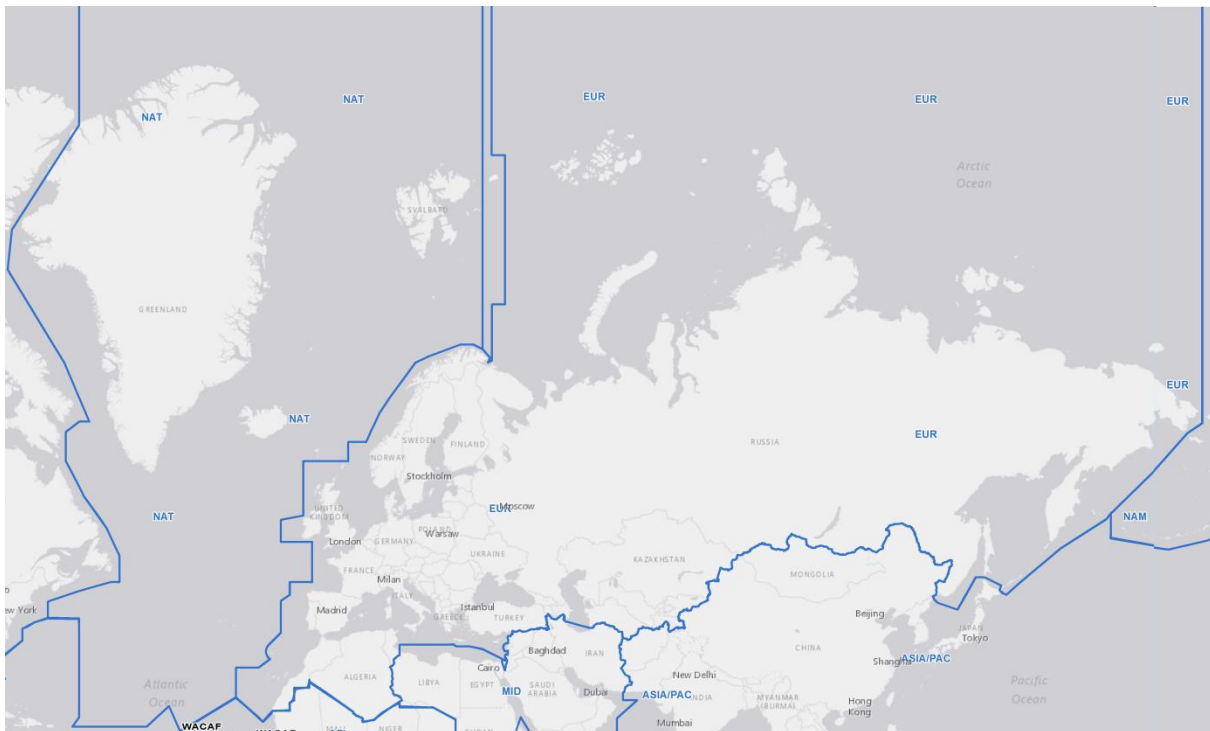 NAT
EUR
EUR
EUR
NAT
Arctic
Ocean
SVALBARD
GREENLAND
EUR
NAT
EUR
SWEDEN
FINLAND
RUSSIA
NORWAY
Stockholm
NAT
UNITED
KINGDOM
EUR
Moscow
NAM
POLAND
Warsaw
London
GERMANY
UKRAINE
KAZAKHSTAN
FRANCE
Milan
MONGOLIA
ITALY
ew York
Madrid
Istanbul
GREECE
TURKEY
Beijing
JAPAN
Tokyo
Baghdad
IRAN
CHINA
Shanghai
ASIA/PAC
Cairo
ALGERIA
LIBYA
EGYPT
SAUDI
ARABIA
MID
Dubai
New Delhi
ASIA/PAC
INDIA
MYANMAR
(BURMA)
Hong
Kong
Atlantic
Ocean
Pacific
Ocean
Mumbai
WACAF
MALI
NIGER